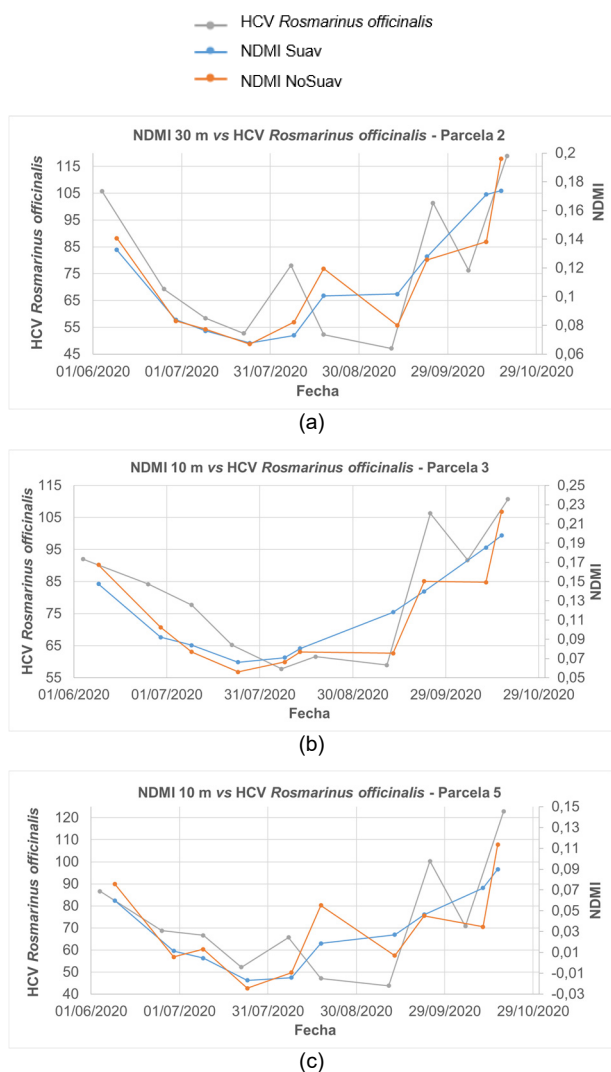 HCV Rosmarinus officinalis
NDMI Suav
NDMI NoSuav
NDMI 30 m vs HCV Rosmarinus officinalis - Parcela 2
HCV Rosmarinus officinalis
115
105
95
85
75
65
55
45
0,2
0,18
0,16
0,14
0,12
0,1
0,08
0,06
NDMI
01/06/2020 01/07/2020 31/07/2020 30/08/2020 29/09/2020 29/10/2020
Fecha
(a)
NDMI 10 m vs HCV Rosmarinus officinalis - Parcela 3
HCV Rosmarinus officinalis
115
105
95
85
75
65
55
0,25
0,23
0,21
0,19
0,17
0,15
0,13
0,11
0,09
0,07
0,05
NDMI
01/06/2020 01/07/2020 31/07/2020 30/08/2020 29/09/2020 29/10/2020
Fecha
(b)
NDMI 10 m vs HCV Rosmarinus officinalis - Parcela 5
HCV Rosmarinus officinalis
120
110
100
90
80
70
60
50
40
0,15
0,13
0,11
0,09
0,07
0,05
0,03
0,01
-0,01
-0,03
NDMI
01/06/2020 01/07/2020 31/07/2020 30/08/2020 29/09/2020 29/10/2020
Fecha
(c)